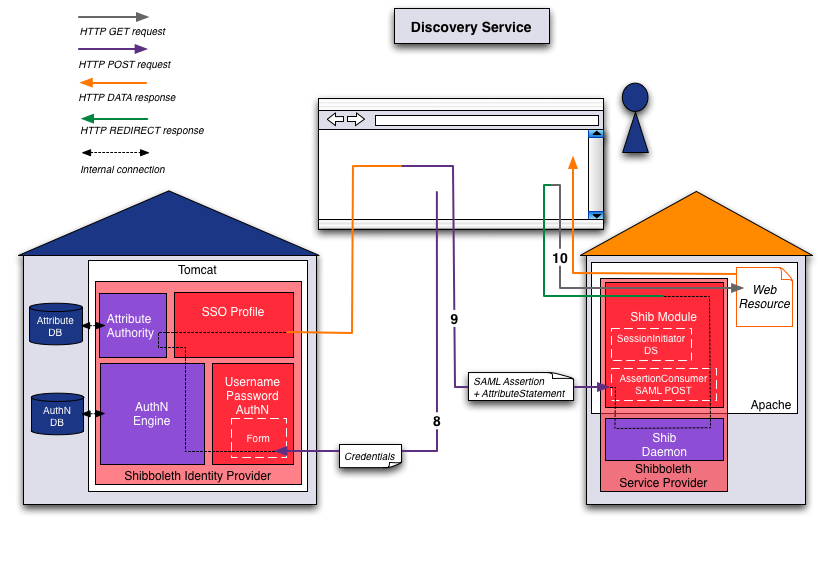 HTTP GET request
HTTP POST request
HTTP DATA response
HTTP REDIRECT response
Internal connection
Discovery Service
Tomcat
Attribute
DB
Attribute
Authority
SSO Profile
AuthN
DB
AuthN
Engine
Username
Password
AuthN
Form
Shibboleth Identity Provider
8
Credentials
9
SAML Assertion
+ AttributeStatement
10
Web
Resource
Shib Module
SessionInitiator
DS
AssertionConsumer
SAML POST
Apache
Shib
Daemon
Shibboleth
Service Provider